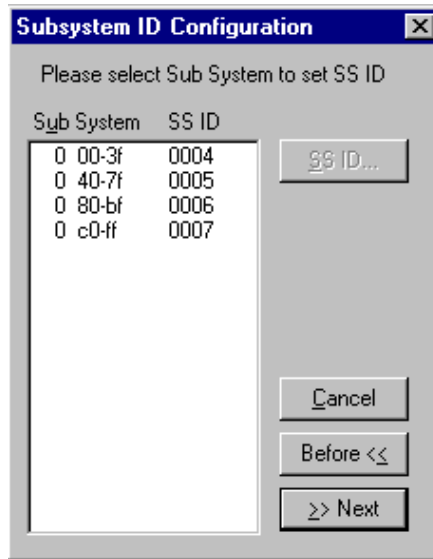 Subsystem ID Configuration
Please select Sub System to set SS ID
Sub System SS ID
0 00-3f 0004
SS ID...
0 40-7f 0005
0 80-bf 0006
0 c0-ff 0007
Cancel
Before <<
>> Next